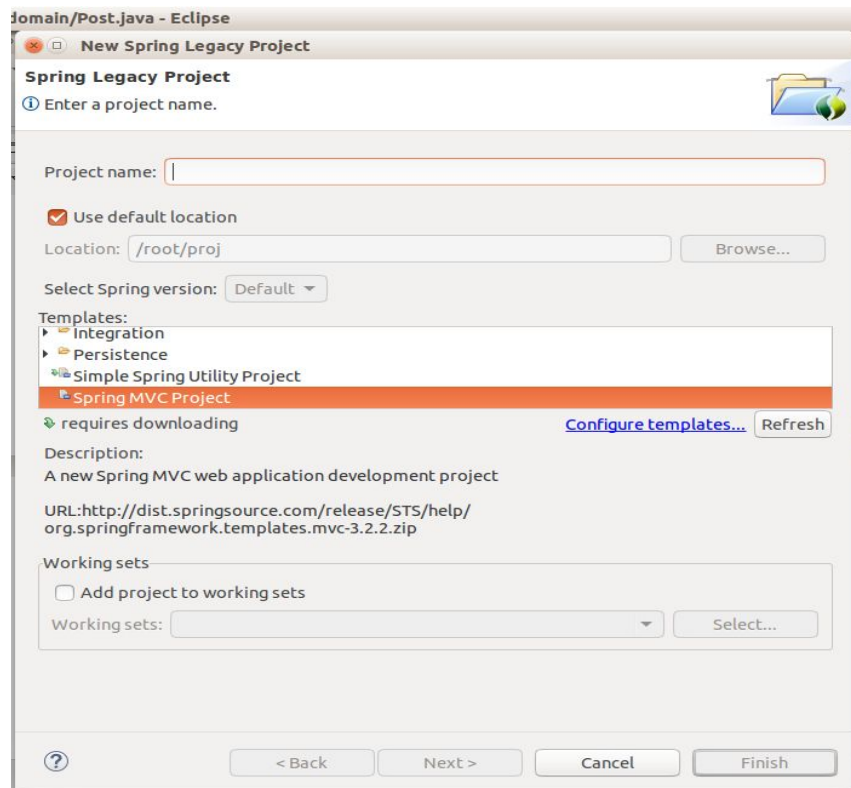 domain/Post.java - Eclipse
New Spring Legacy Project
Spring Legacy Project
Enter a project name.
Project name:
Use default location
Location: /root/proj Browse...
Select Spring version: Default
Templates:
Integration
Persistence
Simple Spring Utility Project
Spring MVC Project
requires downloading Configure templates... Refresh
Description:
A new Spring MVC web application development project
URL:http://dist.springsource.com/release/STS/help/
org.springframework.templates.mvc-3.2.2.zip
Working sets
Add project to working sets
Working sets: Select...
? < Back Next > Cancel Finish